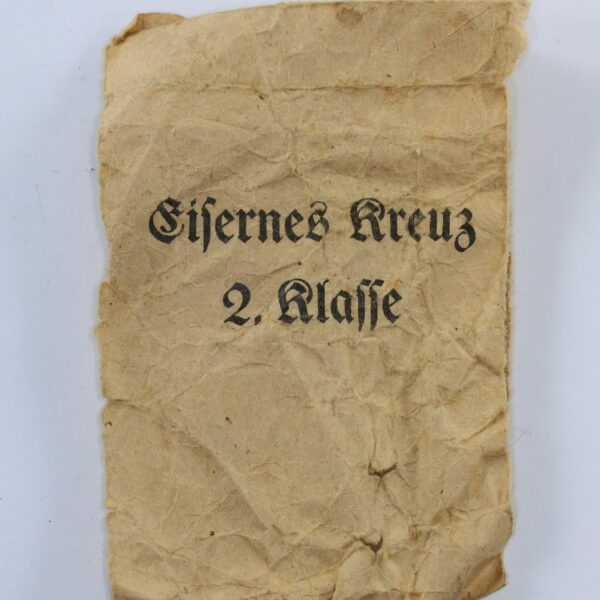 Eisernes Kreuz
2. Klasse